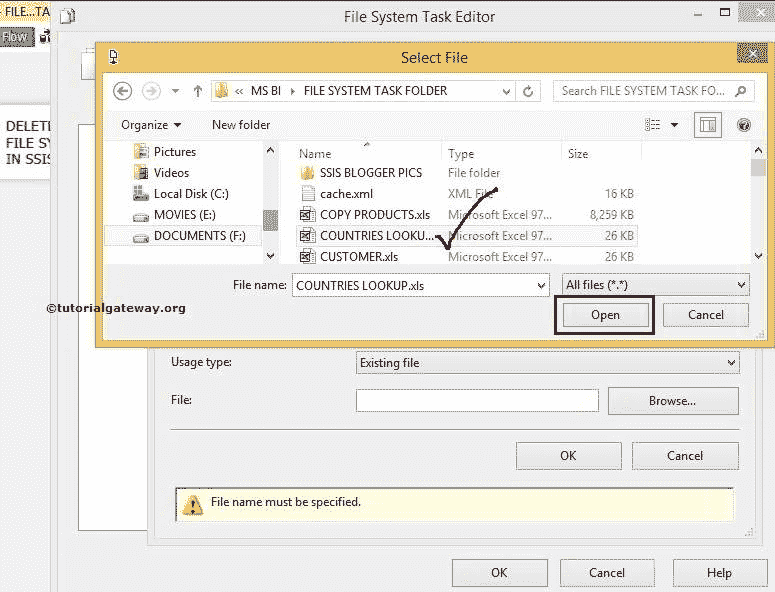 FILE...TA
File System Task Editor
Flow
Select File
« MS BI › FILE SYSTEM TASK FOLDER
Search FILE SYSTEM TASK FO...
Organize
New folder
DELETE
FILE SY
IN SSIS
Pictures
Videos
Local Disk (C:)
MOVIES (E:)
DOCUMENTS (F:)
Name Type Size
SSIS BLOGGER PICS File folder
cache.xml XML File 16 KB
COPY PRODUCTS.xls Microsoft Excel 97... 8,259 KB
COUNTRIES LOOKU... Microsoft Excel 97... 26 KB
CUSTOMER.xls Microsoft Excel 97... 26 KB
File name: COUNTRIES LOOKUP.xls All files (*.*)
©tutorialgateway.org
Open Cancel
Usage type: Existing file
File: Browse...
OK Cancel
File name must be specified.
OK Cancel Help